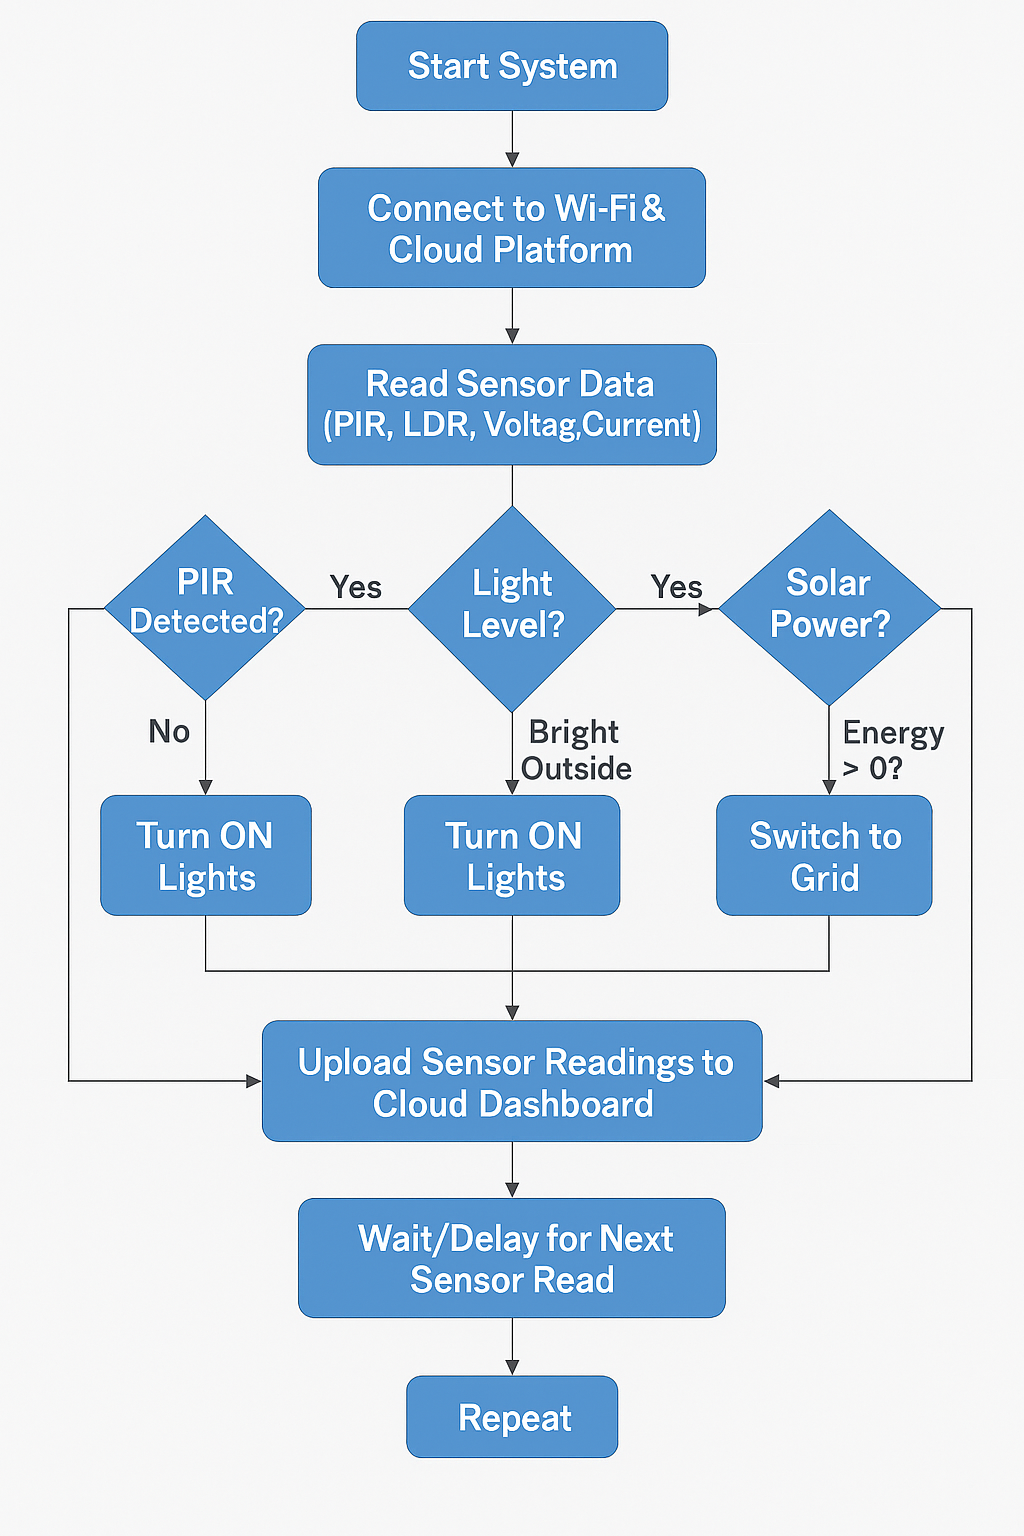 Start System
Connect to Wi-Fi &
Cloud Platform
Read Sensor Data
(PIR, LDR, Voltag,Current)
PIR
Detected?
Yes
Light
Level?
Yes
Solar
Power?
No
Bright
Outside
Energy
> 0?
Turn ON
Lights
Turn ON
Lights
Switch to
Grid
Upload Sensor Readings to
Cloud Dashboard
Wait/Delay for Next
Sensor Read
Repeat